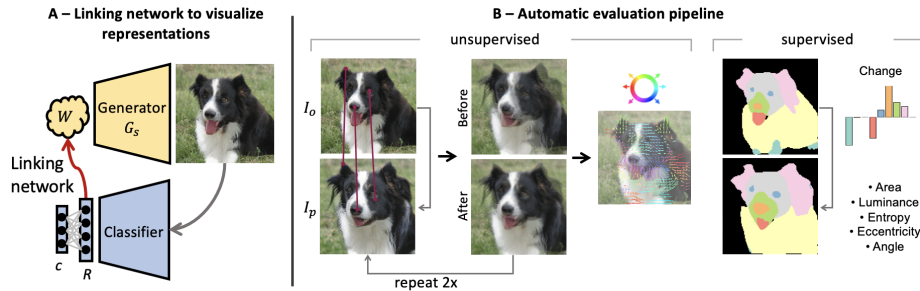 A – Linking network to visualize
representations
W
Generator
Gs
Linking
network
Classifier
c
R
B – Automatic evaluation pipeline
unsupervised
Io
Ip
Before
After
repeat 2x
supervised
Change
• Area
• Luminance
• Entropy
• Eccentricity
• Angle